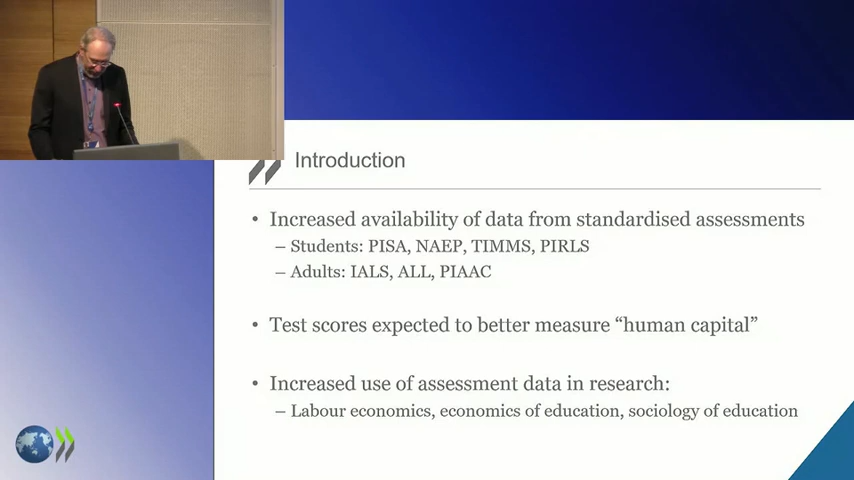 Introduction
• Increased availability of data from standardised assessments
– Students: PISA, NAEP, TIMMS, PIRLS
– Adults: IALS, ALL, PIAAC
• Test scores expected to better measure “human capital”
• Increased use of assessment data in research:
– Labour economics, economics of education, sociology of education